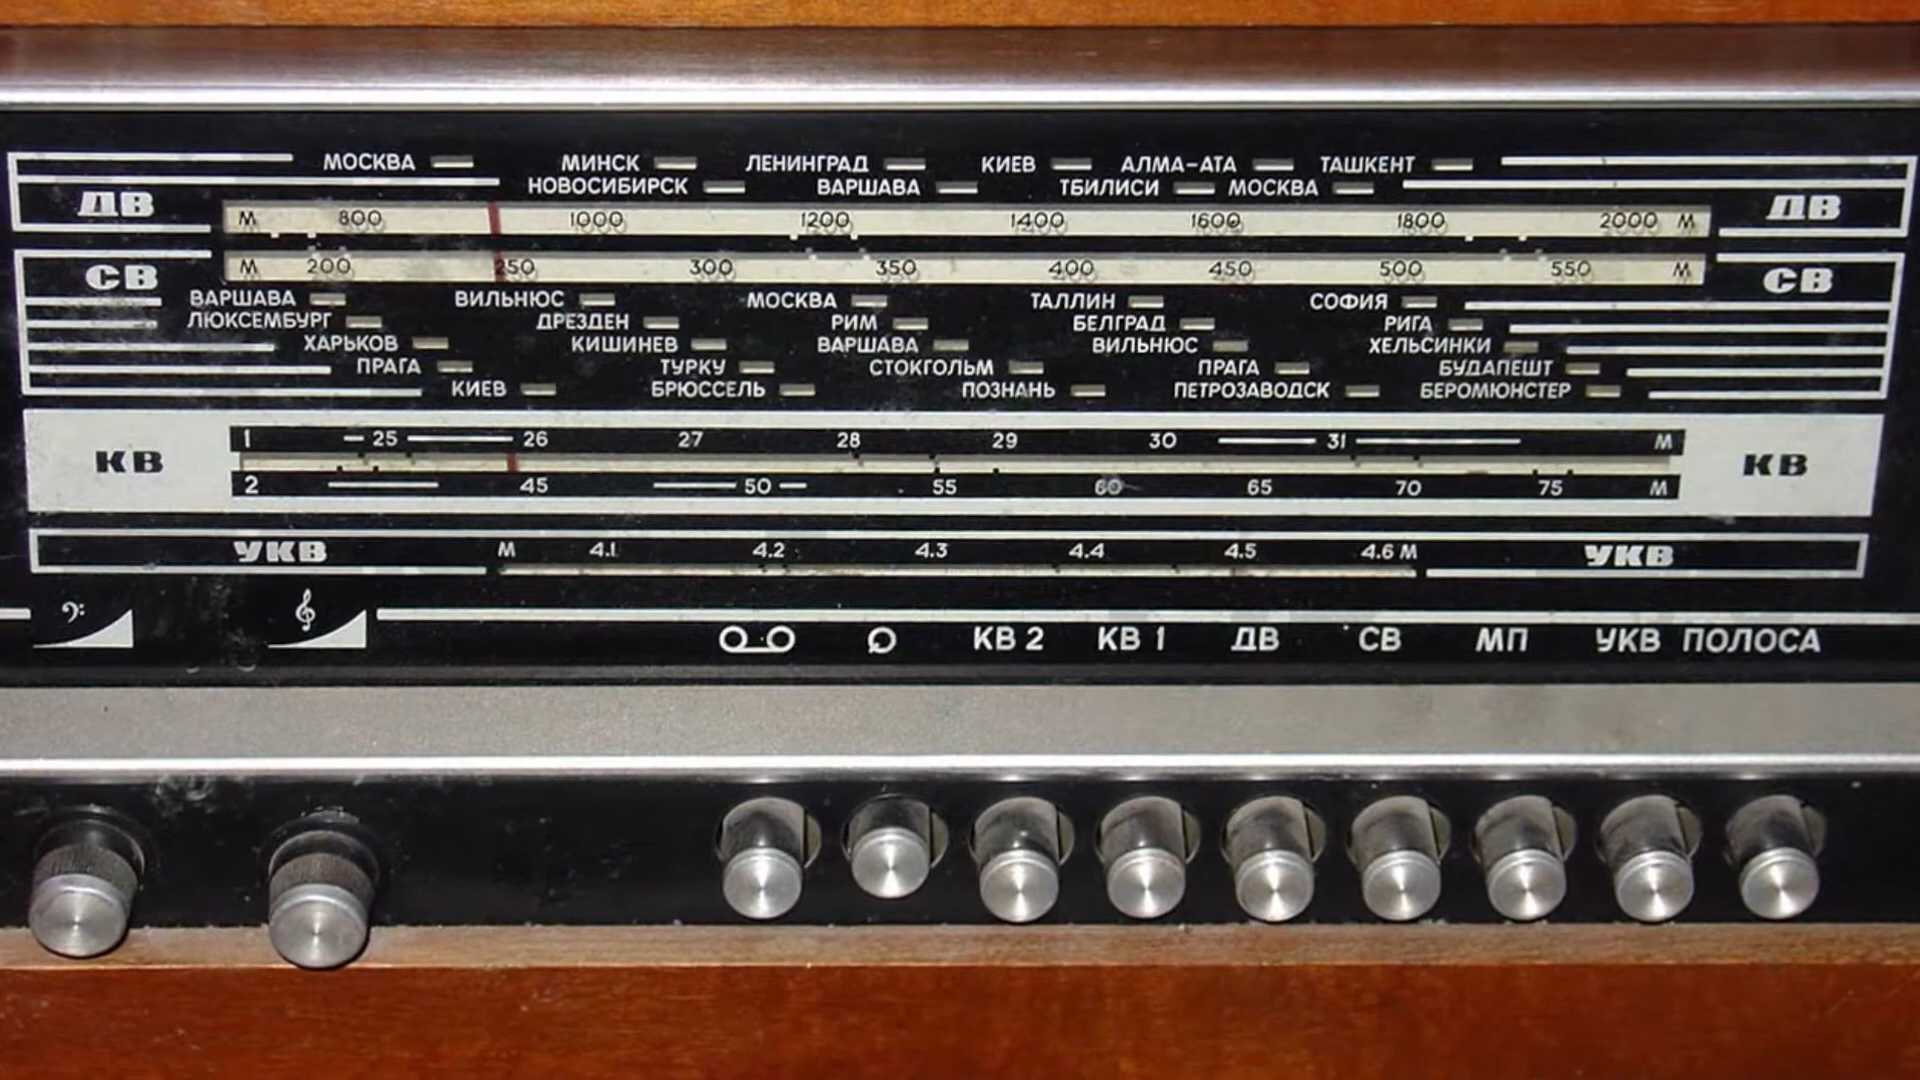 МОСКВА МИНСК ЛЕНИНГРАД КИЕВ АЛМА-АТА ТАШКЕНТ
НОВОСИБИРСК ВАРШАВА ТБИЛИСИ МОСКВА
ДВ М 800 1000 1200 1400 1600 1800 2000 М ДВ
СВ М 200 250 300 350 400 450 500 550 М СВ
ВАРШАВА ВИЛЬНЮС МОСКВА ТАЛЛИН СОФИЯ
ЛЮКСЕМБУРГ ДРЕЗДЕН РИМ БЕЛГРАД РИГА
ХАРЬКОВ КИШИНЕВ ВАРШАВА ВИЛЬНЮС ХЕЛЬСИНКИ
ПРАГА ТУРКУ СТОКГОЛЬМ ПРАГА БУДАПЕШТ
КИЕВ БРЮССЕЛЬ ПОЗНАНЬ ПЕТРОЗАВОДСК БЕРОМЮНСТЕР
1 25 26 27 28 29 30 31 М
КВ КВ
2 45 50 55 60 65 70 75 М
УКВ М 4.1 4.2 4.3 4.4 4.5 4.6 М УКВ
КВ 2 КВ 1 ДВ СВ МП УКВ ПОЛОСА